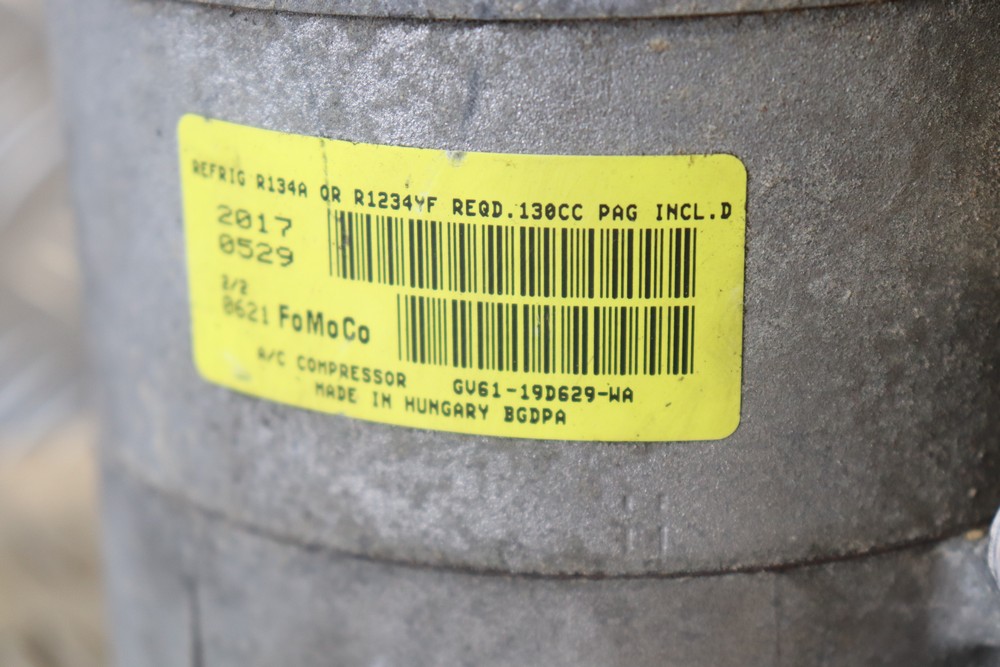 REFRIG R134A OR R1234YF REQD.130CC PAG INCL.D
2017
0529
2/2
0621 FoMoCo
A/C COMPRESSOR GV61-19D629-WA
MADE IN HUNGARY BGDPA